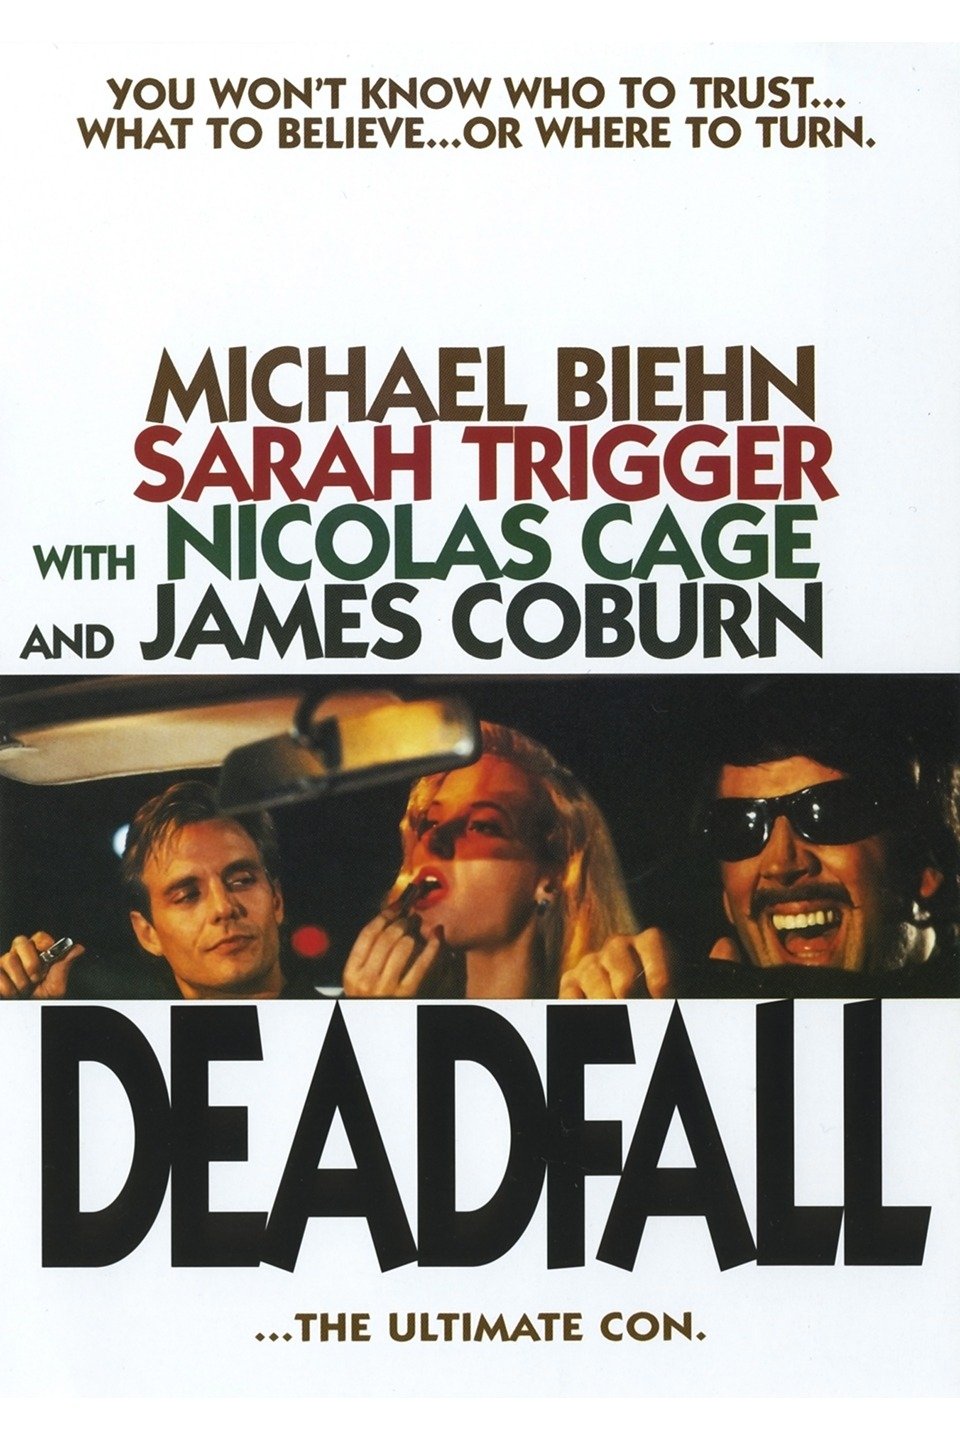 YOU WON'T KNOW WHO TO TRUST...
WHAT TO BELIEVE...OR WHERE TO TURN.
MICHAEL BIEHN
SARAH TRIGGER
WITH NICOLAS CAGE
AND JAMES COBURN
DEADFALL
...THE ULTIMATE CON.